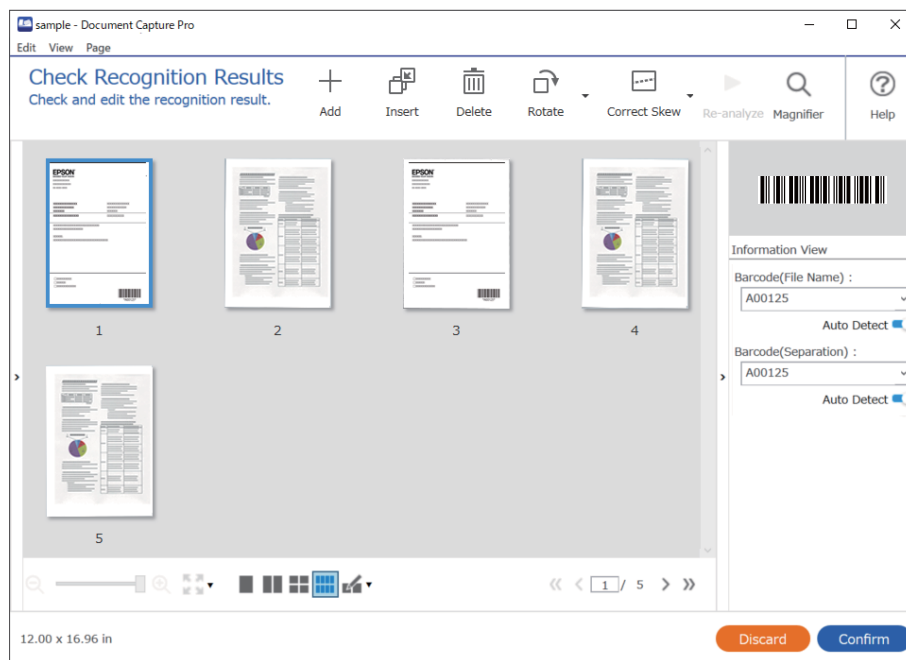 sample - Document Capture Pro
Edit View Page
Check Recognition Results
Check and edit the recognition result.
Add
Insert
Delete
Rotate
Correct Skew
Re-analyze
Magnifier
Help
EPSON
EPSON
1
2
3
4
5
Information View
Barcode(File Name) :
A00125
Auto Detect
Barcode(Separation) :
A00125
Auto Detect
1 / 5
12.00 x 16.96 in
Discard
Confirm